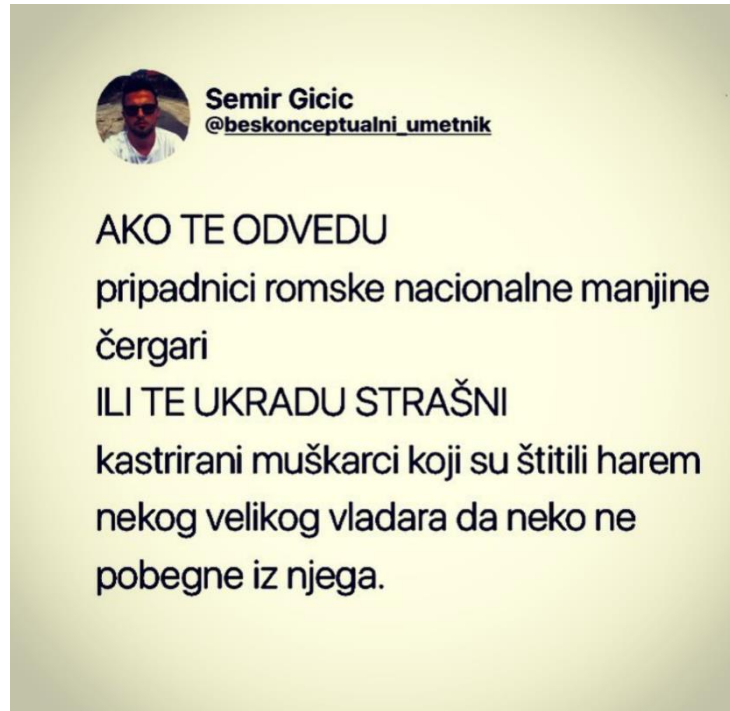 Semir Gicic
@beskonceptualni_umetnik
AKO TE ODVEDU
pripadnici romske nacionalne manjine
čergari
ILI TE UKRADU STRAŠNI
kastrirani muškarci koji su štitili harem
nekog velikog vladara da neko ne
pobegne iz njega.